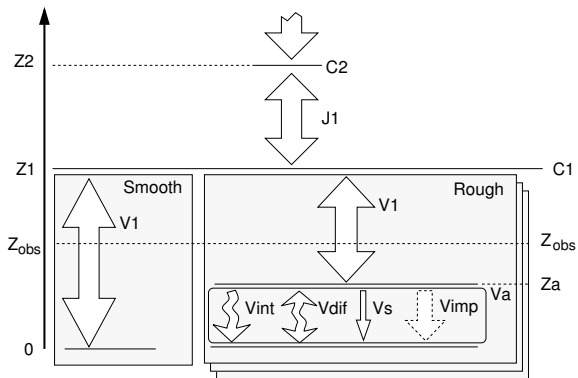 Z2
C2
J1
Z1
C1
Smooth
Rough
V1
V1
Zobs
Zobs
Za
Va
Vint
Vdif
Vs
Vimp
0